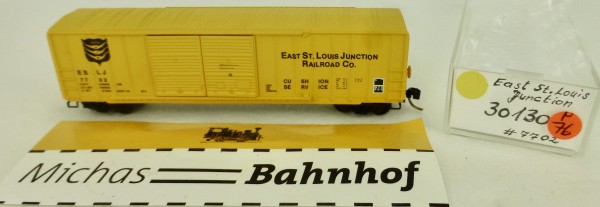 EAST ST. LOUIS JUNCTION
RAILROAD CO.
ESLJ
CUSHION
SERVICE
East St. Louis
Junction
30130
P
76
# 7702
Michas Bahnhof